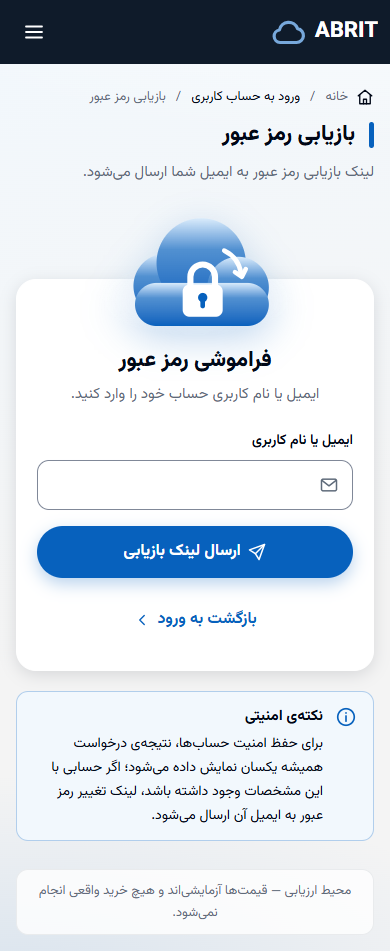 ABRIT
خانه / ورود به حساب کاربری / بازیابی رمز عبور
بازیابی رمز عبور
لینک بازیابی رمز عبور به ایمیل شما ارسال می‌شود.
فراموشی رمز عبور
ایمیل یا نام کاربری حساب خود را وارد کنید.
ایمیل یا نام کاربری
ارسال لینک بازیابی
بازگشت به ورود
نکته‌ی امنیتی
برای حفظ امنیت حساب‌ها، نتیجه‌ی درخواست
همیشه یکسان نمایش داده می‌شود؛ اگر حسابی با
این مشخصات وجود داشته باشد، لینک تغییر رمز
عبور به ایمیل آن ارسال می‌شود.
محیط ارزیابی — قیمت‌ها آزمایشی‌اند و هیچ خرید واقعی انجام
نمی‌شود.